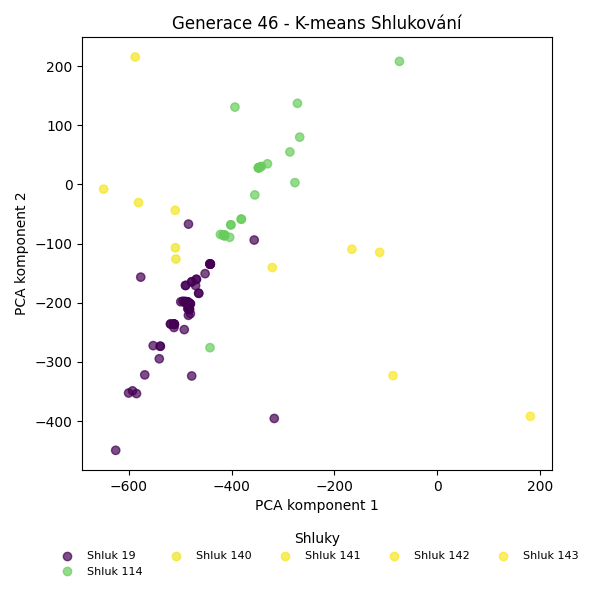 Generace 46 - K-means Shlukování
200
100
0
−100
−200
−300
−400
PCA komponent 2
−600
−400
−200
0
200
PCA komponent 1
Shluky
Shluk 19
Shluk 140
Shluk 141
Shluk 142
Shluk 143
Shluk 114